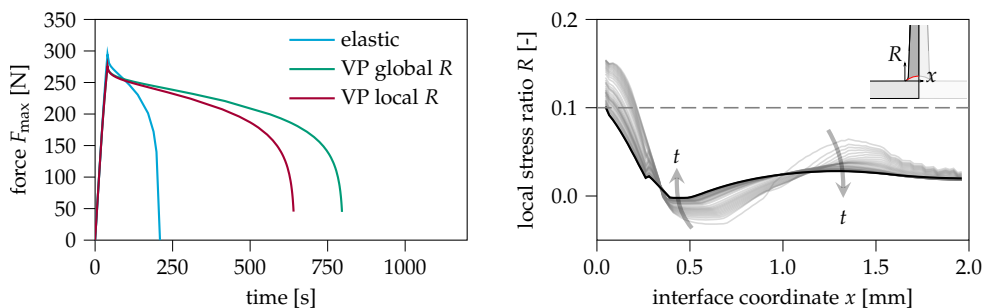 350
300
250
200
150
100
50
0
0 250 500 750 1000
force Fmax [N]
time [s]
elastic
VP global R
VP local R
0.2
0.1
0.0
0.0 0.5 1.0 1.5 2.0
local stress ratio R [-]
interface coordinate x [mm]
R
x
t
t